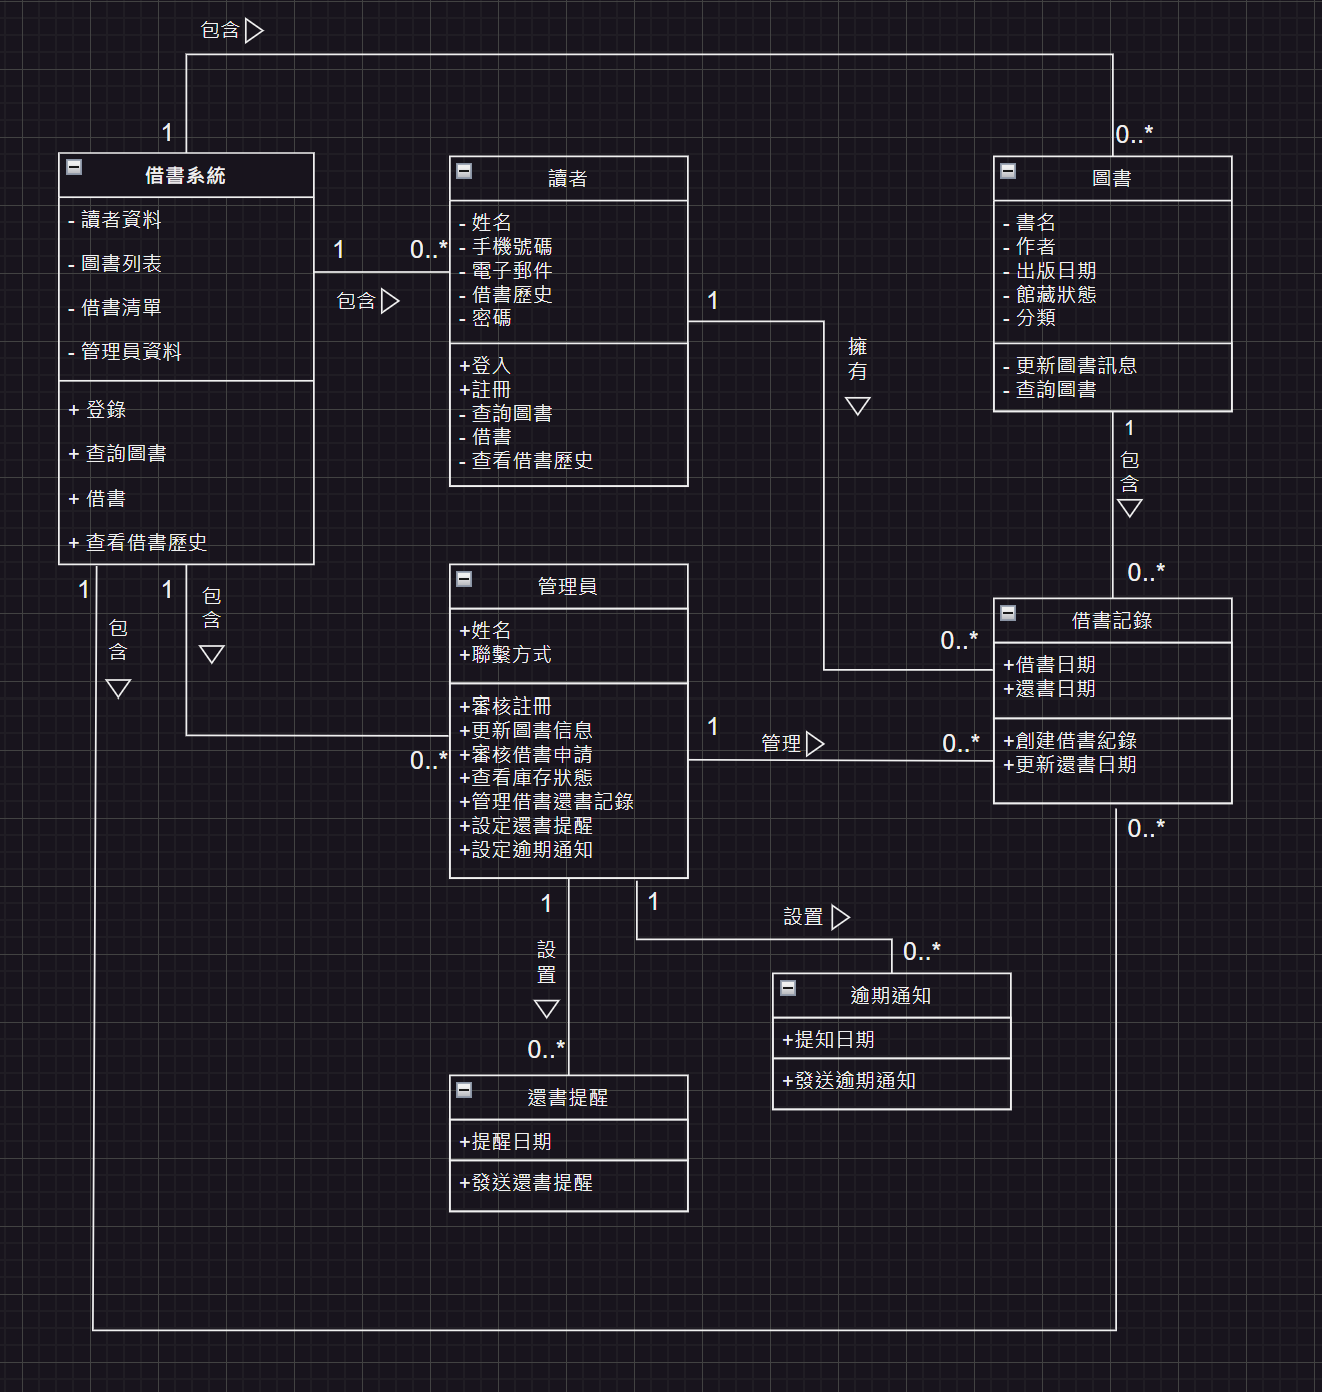 包含
1
0..*
借書系統
- 讀者資料
- 圖書列表
- 借書清單
- 管理員資料
+ 登錄
+ 查詢圖書
+ 借書
+ 查看借書歷史
1
0..*
包含
讀者
- 姓名
- 手機號碼
- 電子郵件
- 借書歷史
- 密碼
+登入
+註冊
- 查詢圖書
- 借書
- 查看借書歷史
1
擁
有
0..*
圖書
- 書名
- 作者
- 出版日期
- 館藏狀態
- 分類
- 更新圖書訊息
- 查詢圖書
1
包
含
0..*
1
包
含
1
包
含
0..*
管理員
+姓名
+聯繫方式
+審核註冊
+更新圖書信息
+審核借書申請
+查看庫存狀態
+管理借書還書記錄
+設定還書提醒
+設定逾期通知
1
管理
0..*
借書記錄
+借書日期
+還書日期
+創建借書紀錄
+更新還書日期
0..*
1
設
置
0..*
1
設置
0..*
逾期通知
+提知日期
+發送逾期通知
還書提醒
+提醒日期
+發送還書提醒